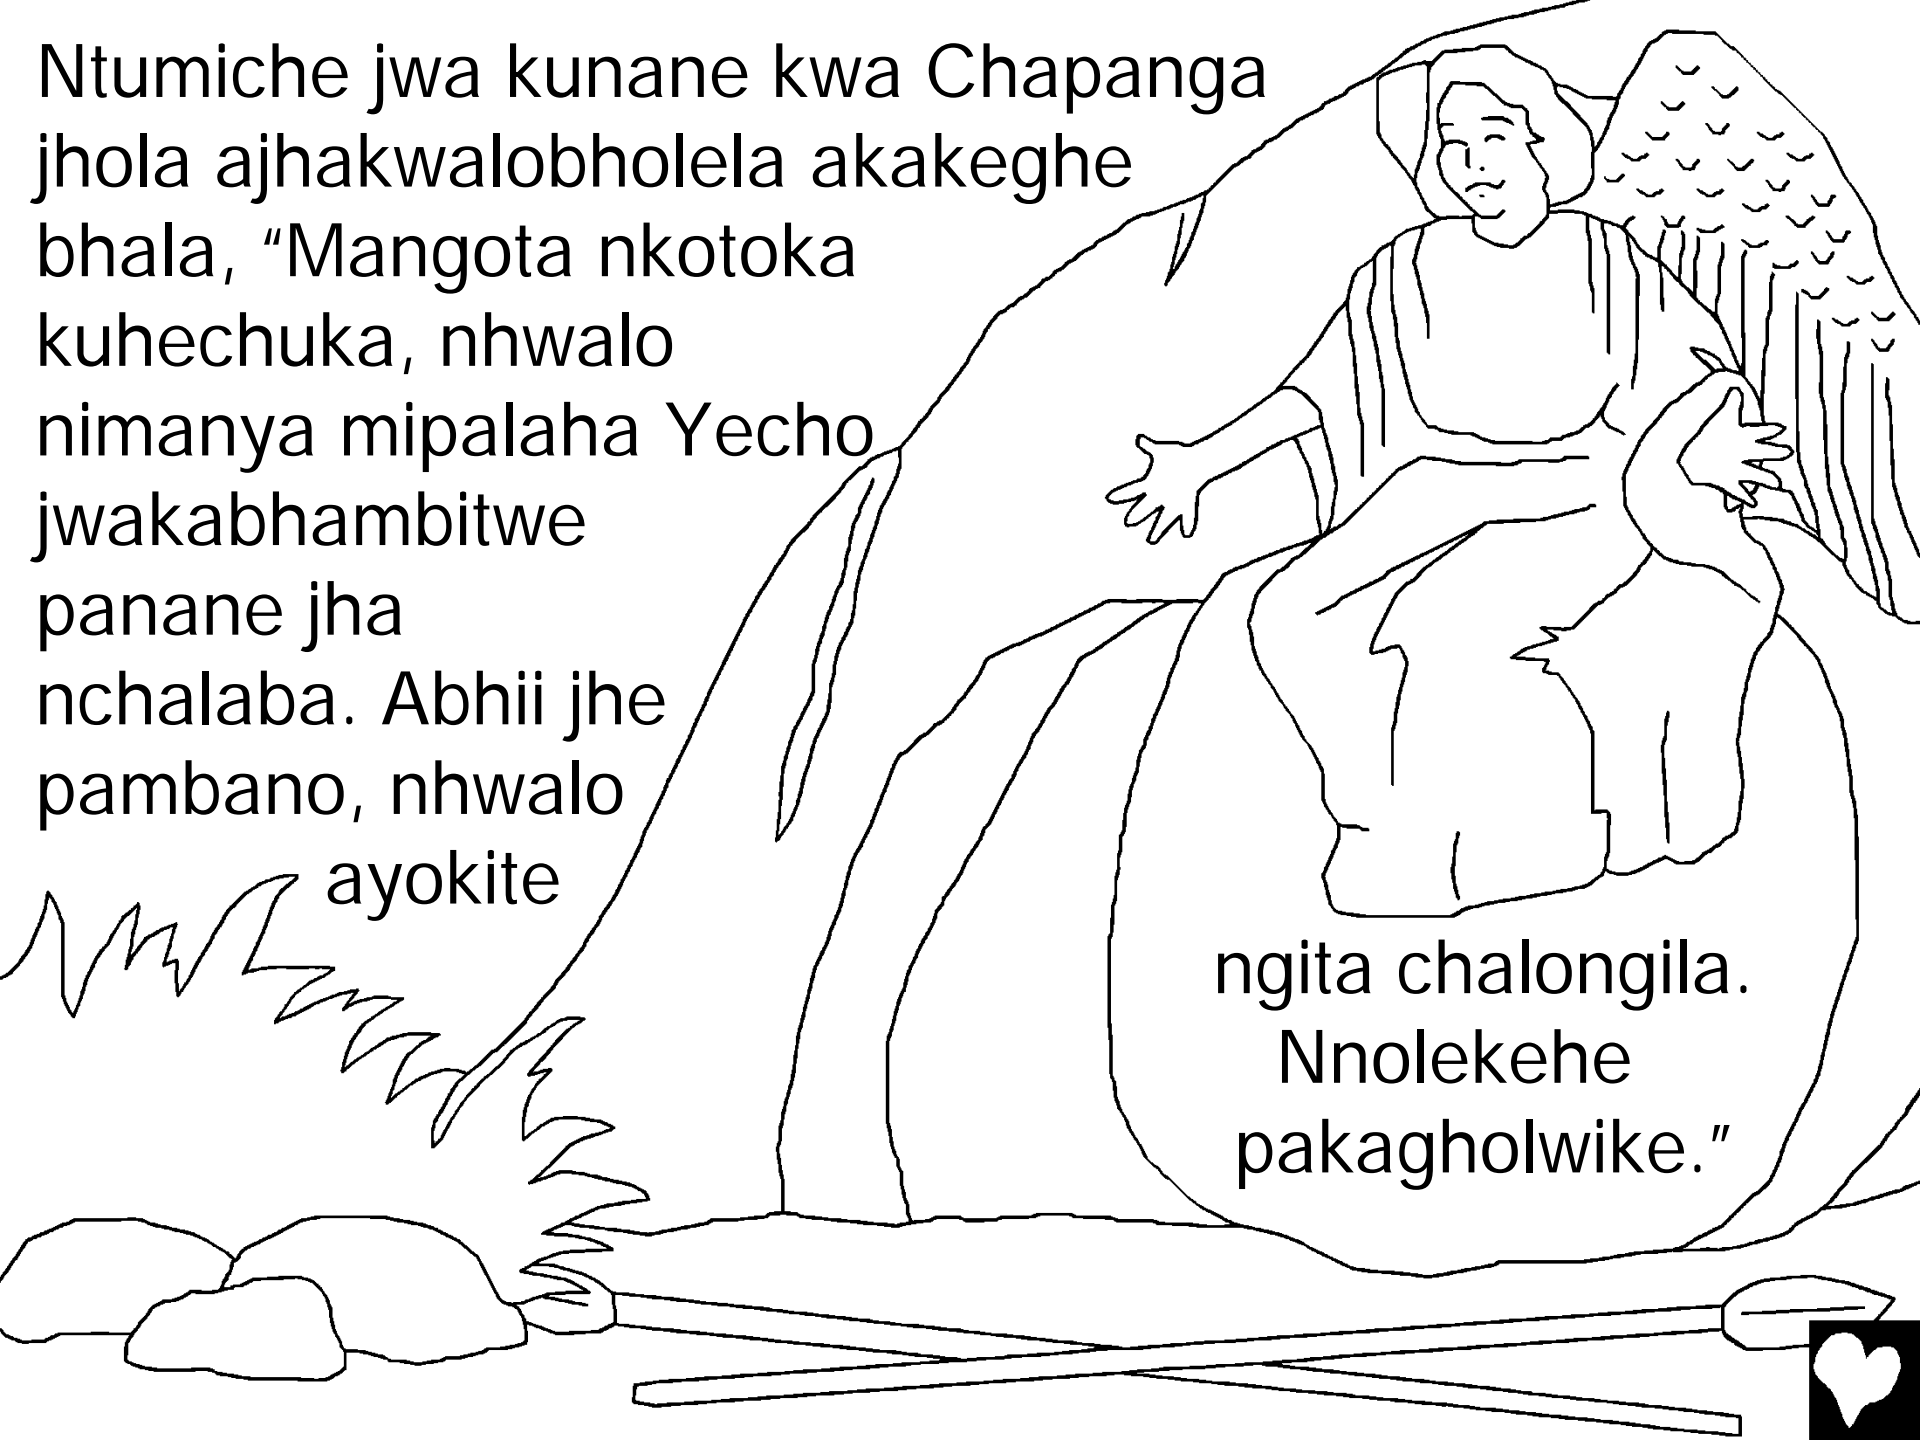 Ntumiche jwa kunane kwa Chapanga
jhola ajhakwalobholela akakeghe
bhala, “Mangota nkotoka
kuhechuka, nhwalo
nimanya mipalaha Yecho
jwakabhambitwe
panane jha
nchalaba. Abhii jhe
pambano, nhwalo
ayokite
ngita chalongila.
Nnolekehe
pakagholwike.”